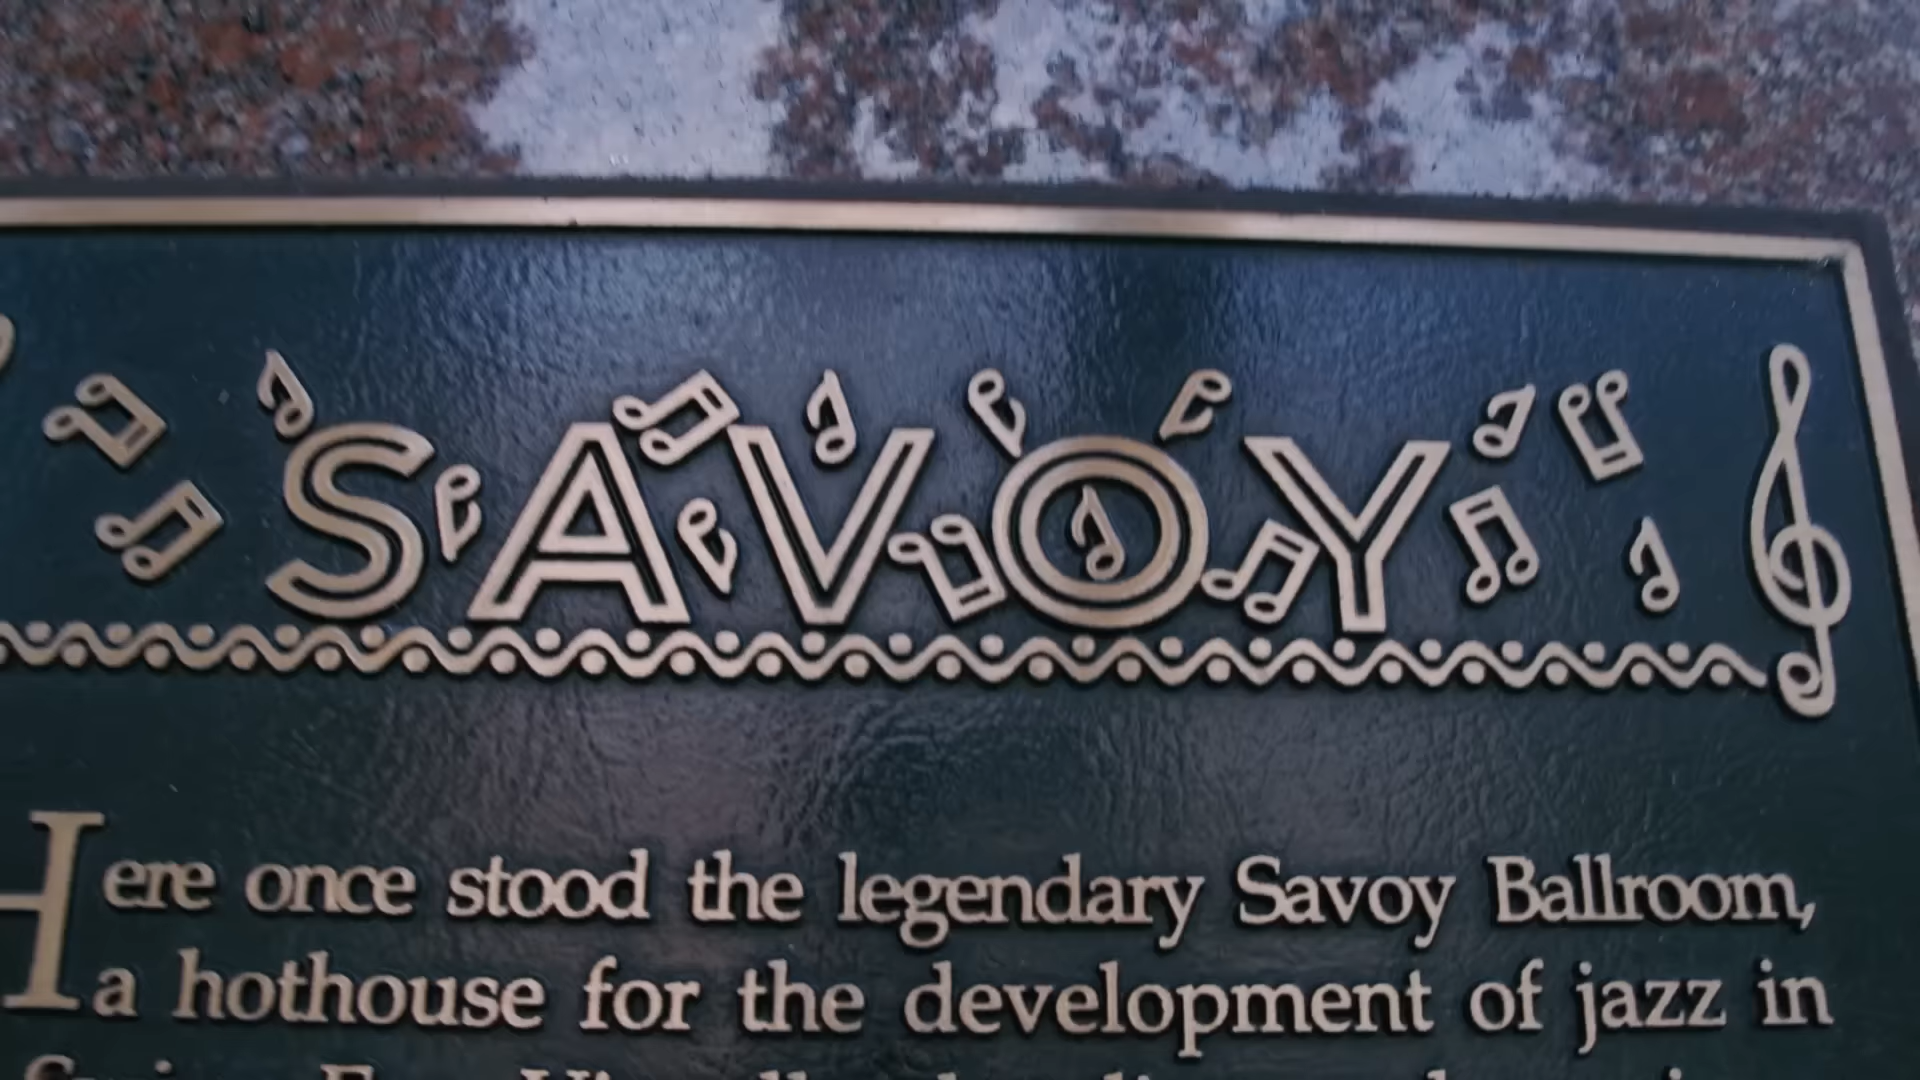 SAVOY
Here once stood the legendary Savoy Ballroom,
a hothouse for the development of jazz in